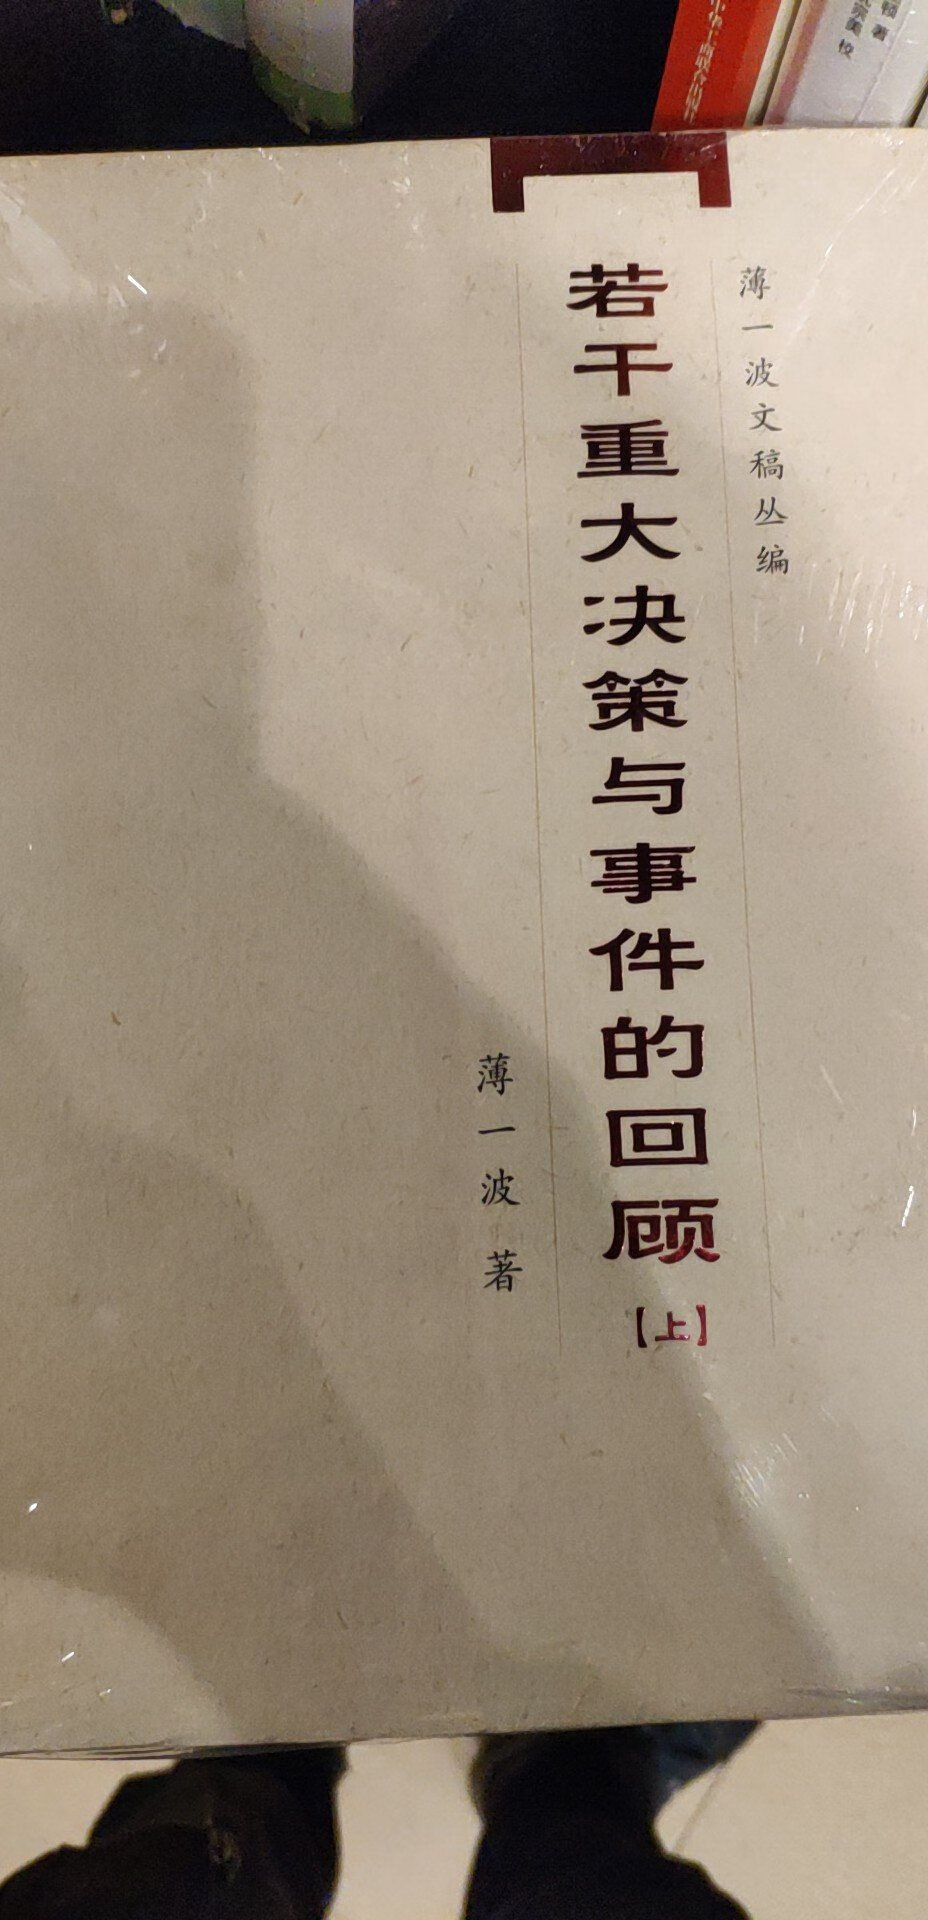 薄一波文稿丛编
若干重大决策与事件的回顾
【上】
薄一波 著